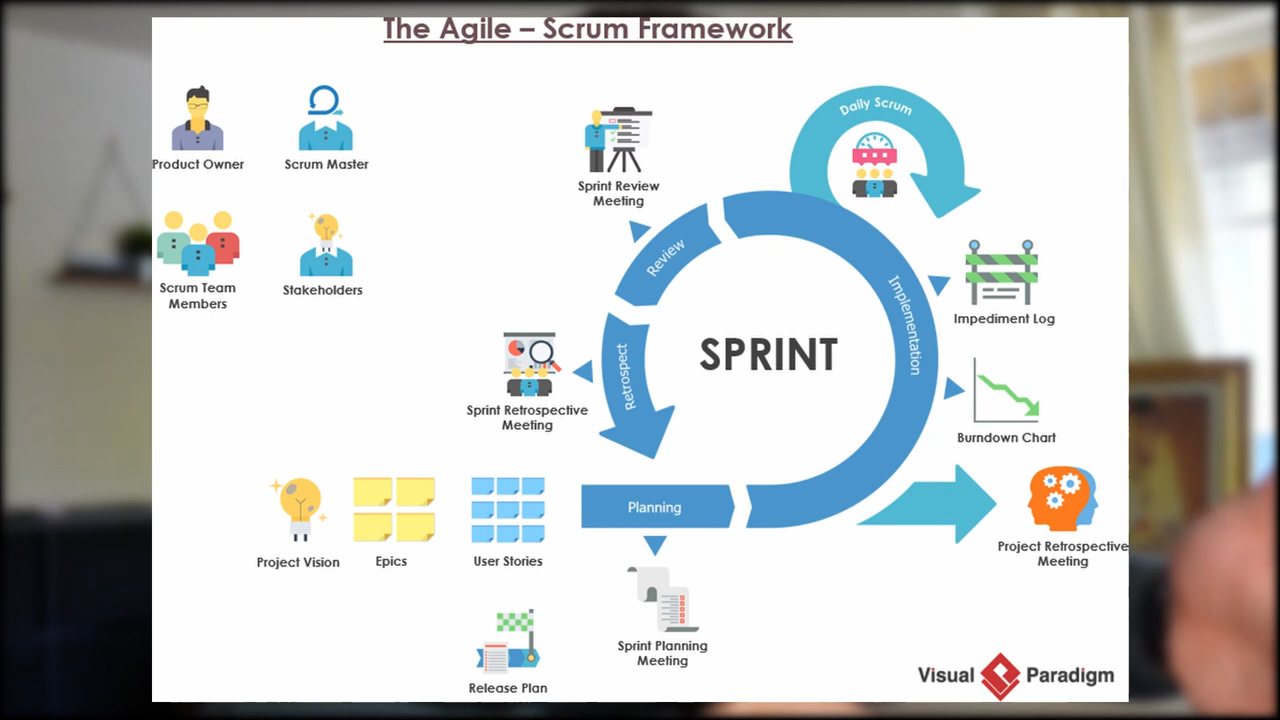 The Agile – Scrum Framework
Product Owner
Scrum Master
Scrum Team
Members
Stakeholders
Sprint Review
Meeting
Daily Scrum
Review
Implementation
Retrospect
SPRINT
Impediment Log
Burndown Chart
Sprint Retrospective
Meeting
Project Vision
Epics
User Stories
Planning
Project Retrospective
Meeting
Sprint Planning
Meeting
Release Plan
Visual Paradigm